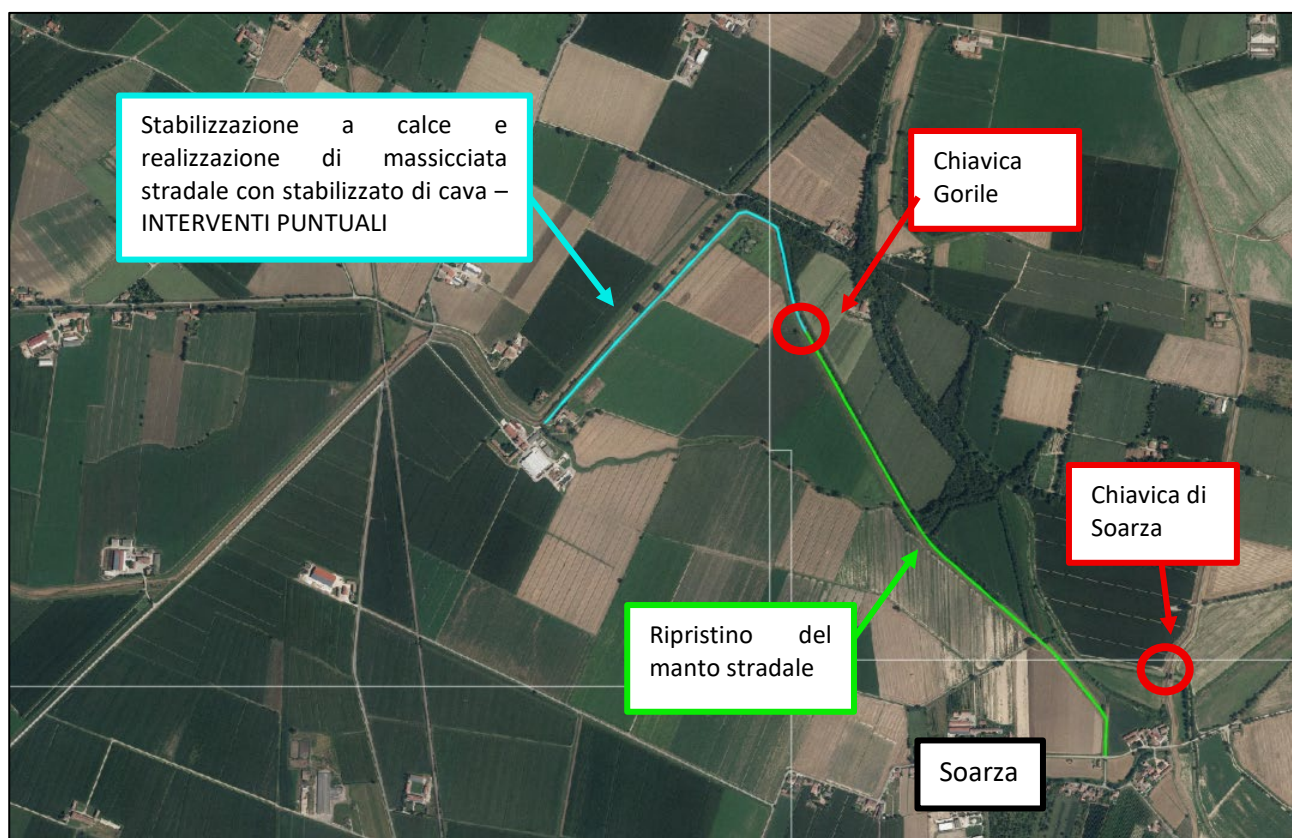 Stabilizzazione a calce e
realizzazione di massicciata
stradale con stabilizzato di cava –
INTERVENTI PUNTUALI
Chiavica
Gorile
Chiavica di
Soarza
Ripristino del
manto stradale
Soarza